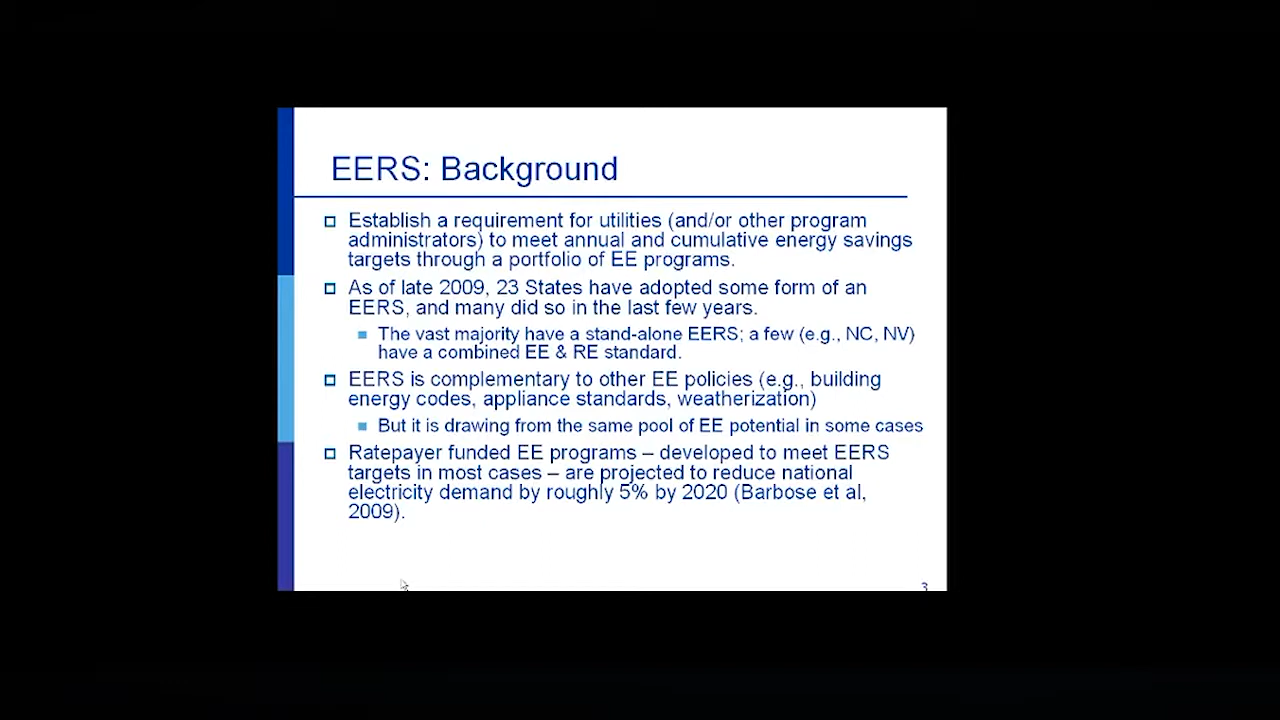 EERS: Background
Establish a requirement for utilities (and/or other program
administrators) to meet annual and cumulative energy savings
targets through a portfolio of EE programs.
As of late 2009, 23 States have adopted some form of an
EERS, and many did so in the last few years.
The vast majority have a stand-alone EERS; a few (e.g., NC, NV)
have a combined EE & RE standard.
EERS is complementary to other EE policies (e.g., building
energy codes, appliance standards, weatherization)
But it is drawing from the same pool of EE potential in some cases
Ratepayer funded EE programs – developed to meet EERS
targets in most cases – are projected to reduce national
electricity demand by roughly 5% by 2020 (Barbose et al,
2009).
3